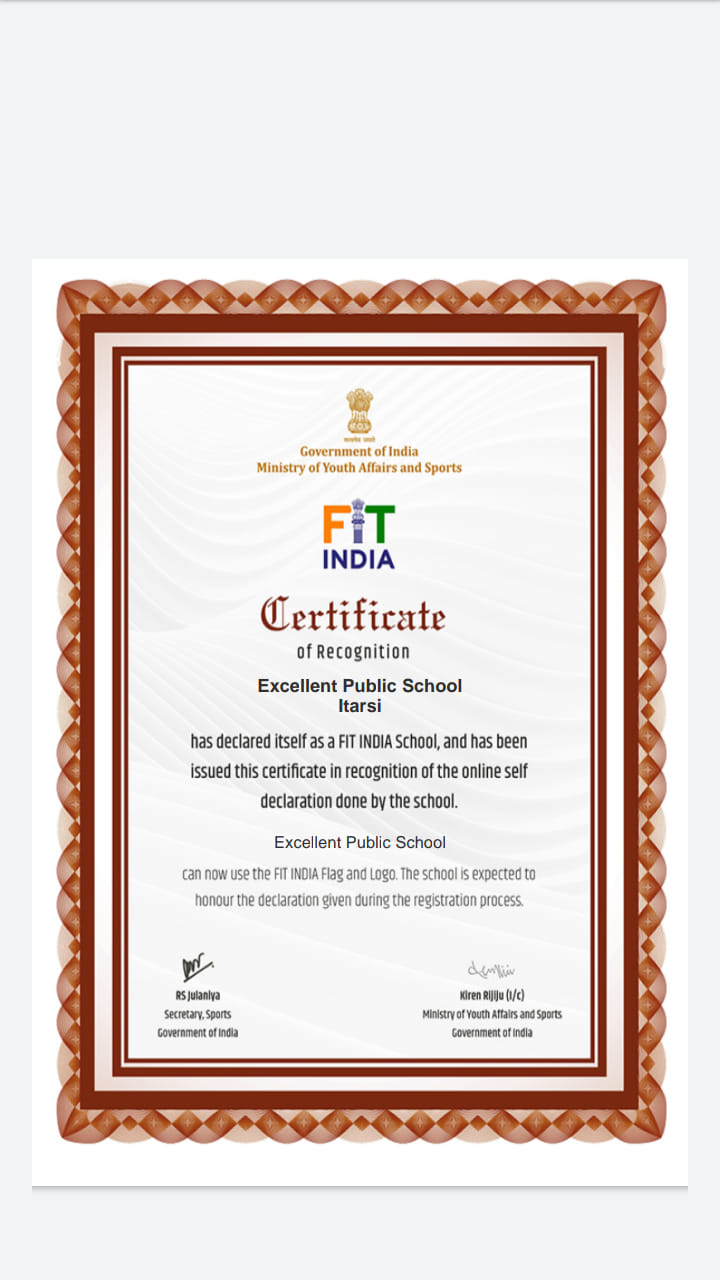 सत्यमेव जयते
Government of India
Ministry of Youth Affairs and Sports
FIT
INDIA
Certificate
of Recognition
Excellent Public School
Itarsi
has declared itself as a FIT INDIA School, and has been
issued this certificate in recognition of the online self
declaration done by the school.
Excellent Public School
can now use the FIT INDIA Flag and Logo. The school is expected to
honour the declaration given during the registration process.
RS Julaniya
Secretary, Sports
Government of India
Kiren Rijiju (I/c)
Ministry of Youth Affairs and Sports
Government of India